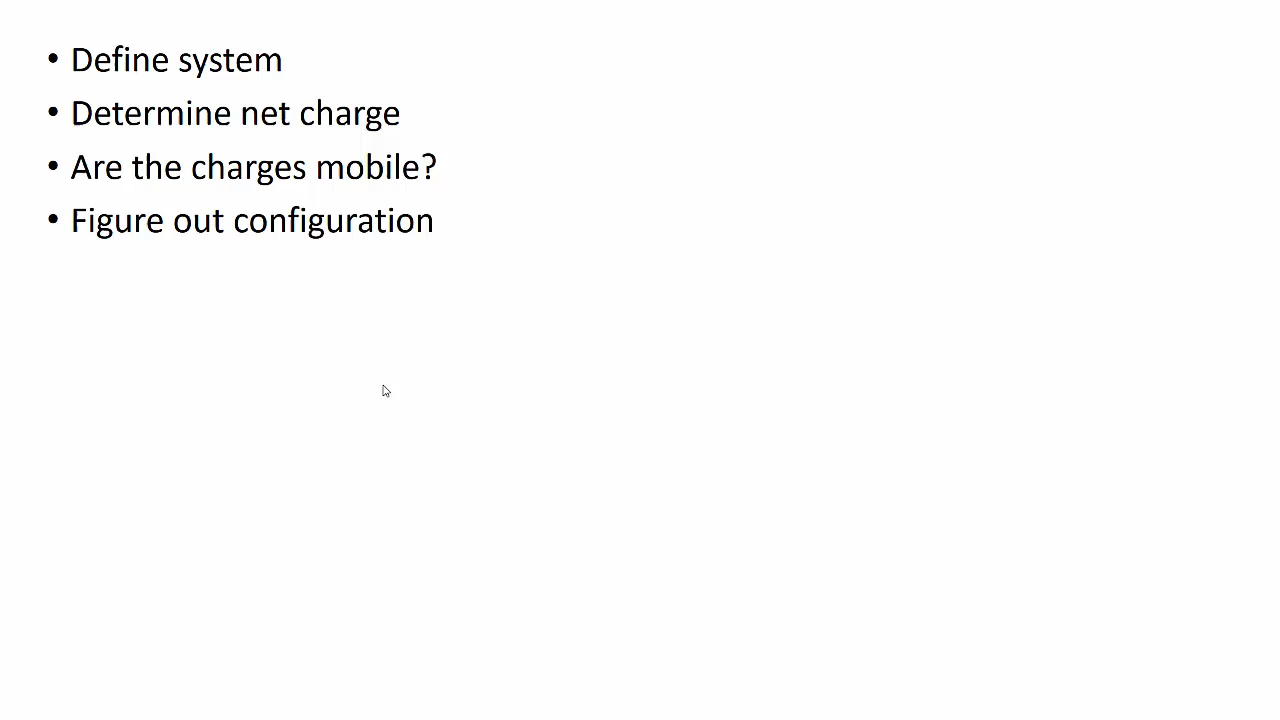 • Define system
• Determine net charge
• Are the charges mobile?
• Figure out configuration